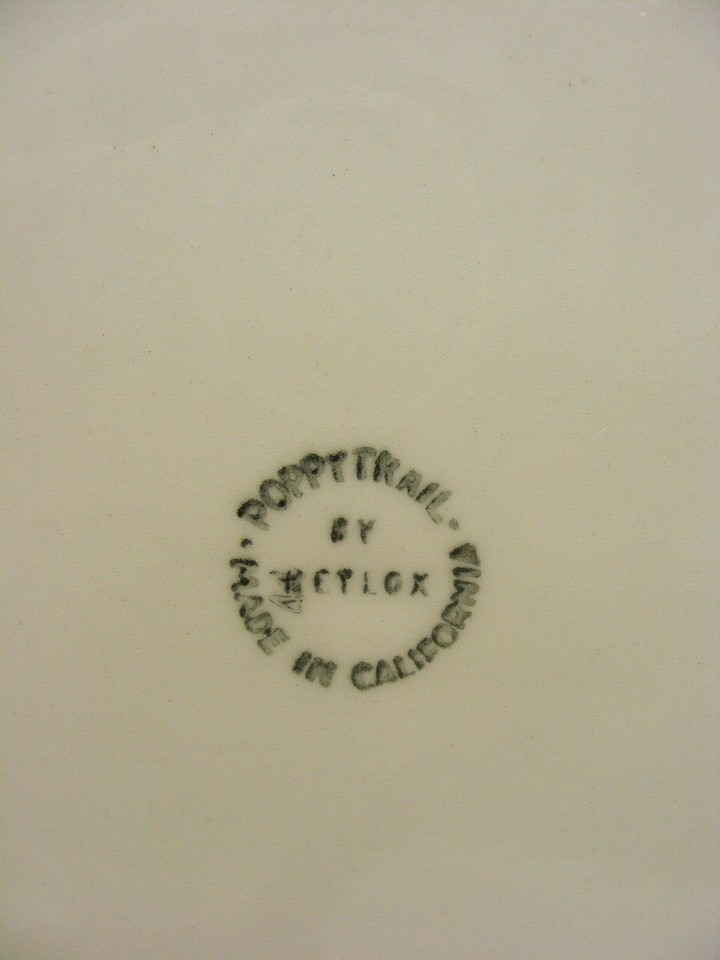 · POPPYTRAIL ·
BY
METLOX
MADE IN CALIFORNIA